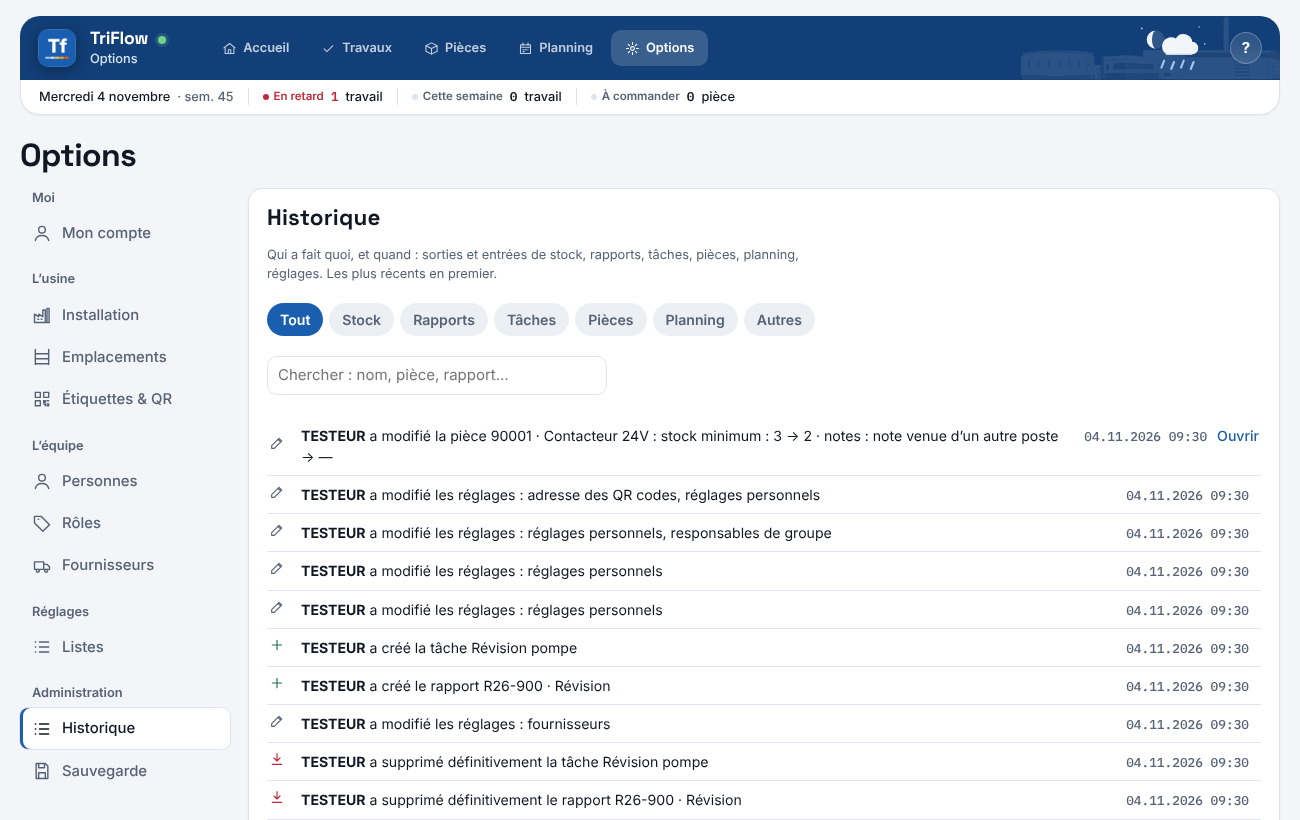 Tf
TriFlow
Options
Accueil
Travaux
Pièces
Planning
Options
?
Mercredi 4 novembre · sem. 45
En retard 1 travail
Cette semaine 0 travail
À commander 0 pièce
Options
Moi
Mon compte
L'usine
Installation
Emplacements
Étiquettes & QR
L'équipe
Personnes
Rôles
Fournisseurs
Réglages
Listes
Administration
Historique
Sauvegarde
Historique
Qui a fait quoi, et quand : sorties et entrées de stock, rapports, tâches, pièces, planning,
réglages. Les plus récents en premier.
Tout
Stock
Rapports
Tâches
Pièces
Planning
Autres
Chercher : nom, pièce, rapport...
TESTEUR a modifié la pièce 90001 · Contacteur 24V : stock minimum : 3 → 2 · notes : note venue d'un autre poste 04.11.2026 09:30 Ouvrir
→ —
TESTEUR a modifié les réglages : adresse des QR codes, réglages personnels 04.11.2026 09:30
TESTEUR a modifié les réglages : réglages personnels, responsables de groupe 04.11.2026 09:30
TESTEUR a modifié les réglages : réglages personnels 04.11.2026 09:30
TESTEUR a modifié les réglages : réglages personnels 04.11.2026 09:30
TESTEUR a créé la tâche Révision pompe 04.11.2026 09:30
TESTEUR a créé le rapport R26-900 · Révision 04.11.2026 09:30
TESTEUR a modifié les réglages : fournisseurs 04.11.2026 09:30
TESTEUR a supprimé définitivement la tâche Révision pompe 04.11.2026 09:30
TESTEUR a supprimé définitivement le rapport R26-900 · Révision 04.11.2026 09:30